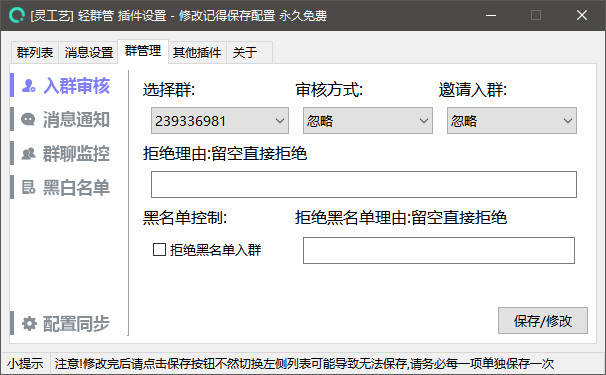 [灵工艺] 轻群管 插件设置 - 修改记得保存配置 永久免费
群列表 消息设置 群管理 其他插件 关于
入群审核
消息通知
群聊监控
黑白名单
配置同步
选择群: 审核方式: 邀请入群:
239336981 忽略 忽略
拒绝理由:留空直接拒绝
黑名单控制: 拒绝黑名单理由:留空直接拒绝
拒绝黑名单入群
保存/修改
小提示 注意!修改完后请点击保存按钮不然切换左侧列表可能导致无法保存,请务必每一项单独保存一次